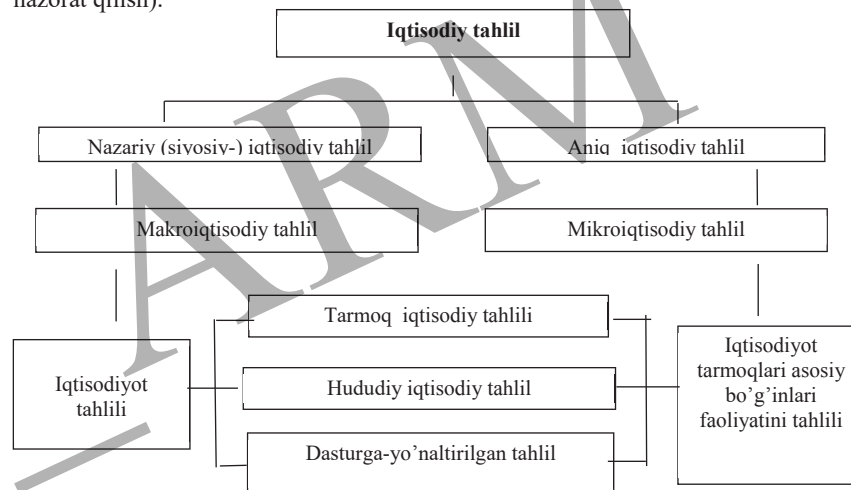 nazorat qilish).
Iqtisodiy tahlil
Nazariy (siyosiy-) iqtisodiy tahlil
Aniq iqtisodiy tahlil
Makroiqtisodiy tahlil
Mikroiqtisodiy tahlil
Tarmoq iqtisodiy tahlili
Iqtisodiyot
tahlili
Hududiy iqtisodiy tahlil
Iqtisodiyot
tarmoqlari asosiy
bo’g’inlari
faoliyatini tahlili
Dasturga-yo’naltirilgan tahlil
ARM